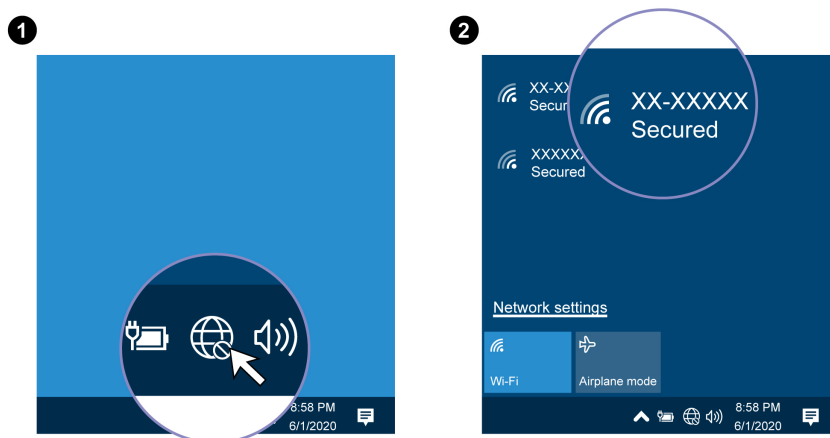 1
8:58 PM
6/1/2020
2
XX-XX
Secur
XX-XXXXX
Secured
XXXXXX
Secured
Network settings
Wi-Fi
Airplane mode
8:58 PM
6/1/2020